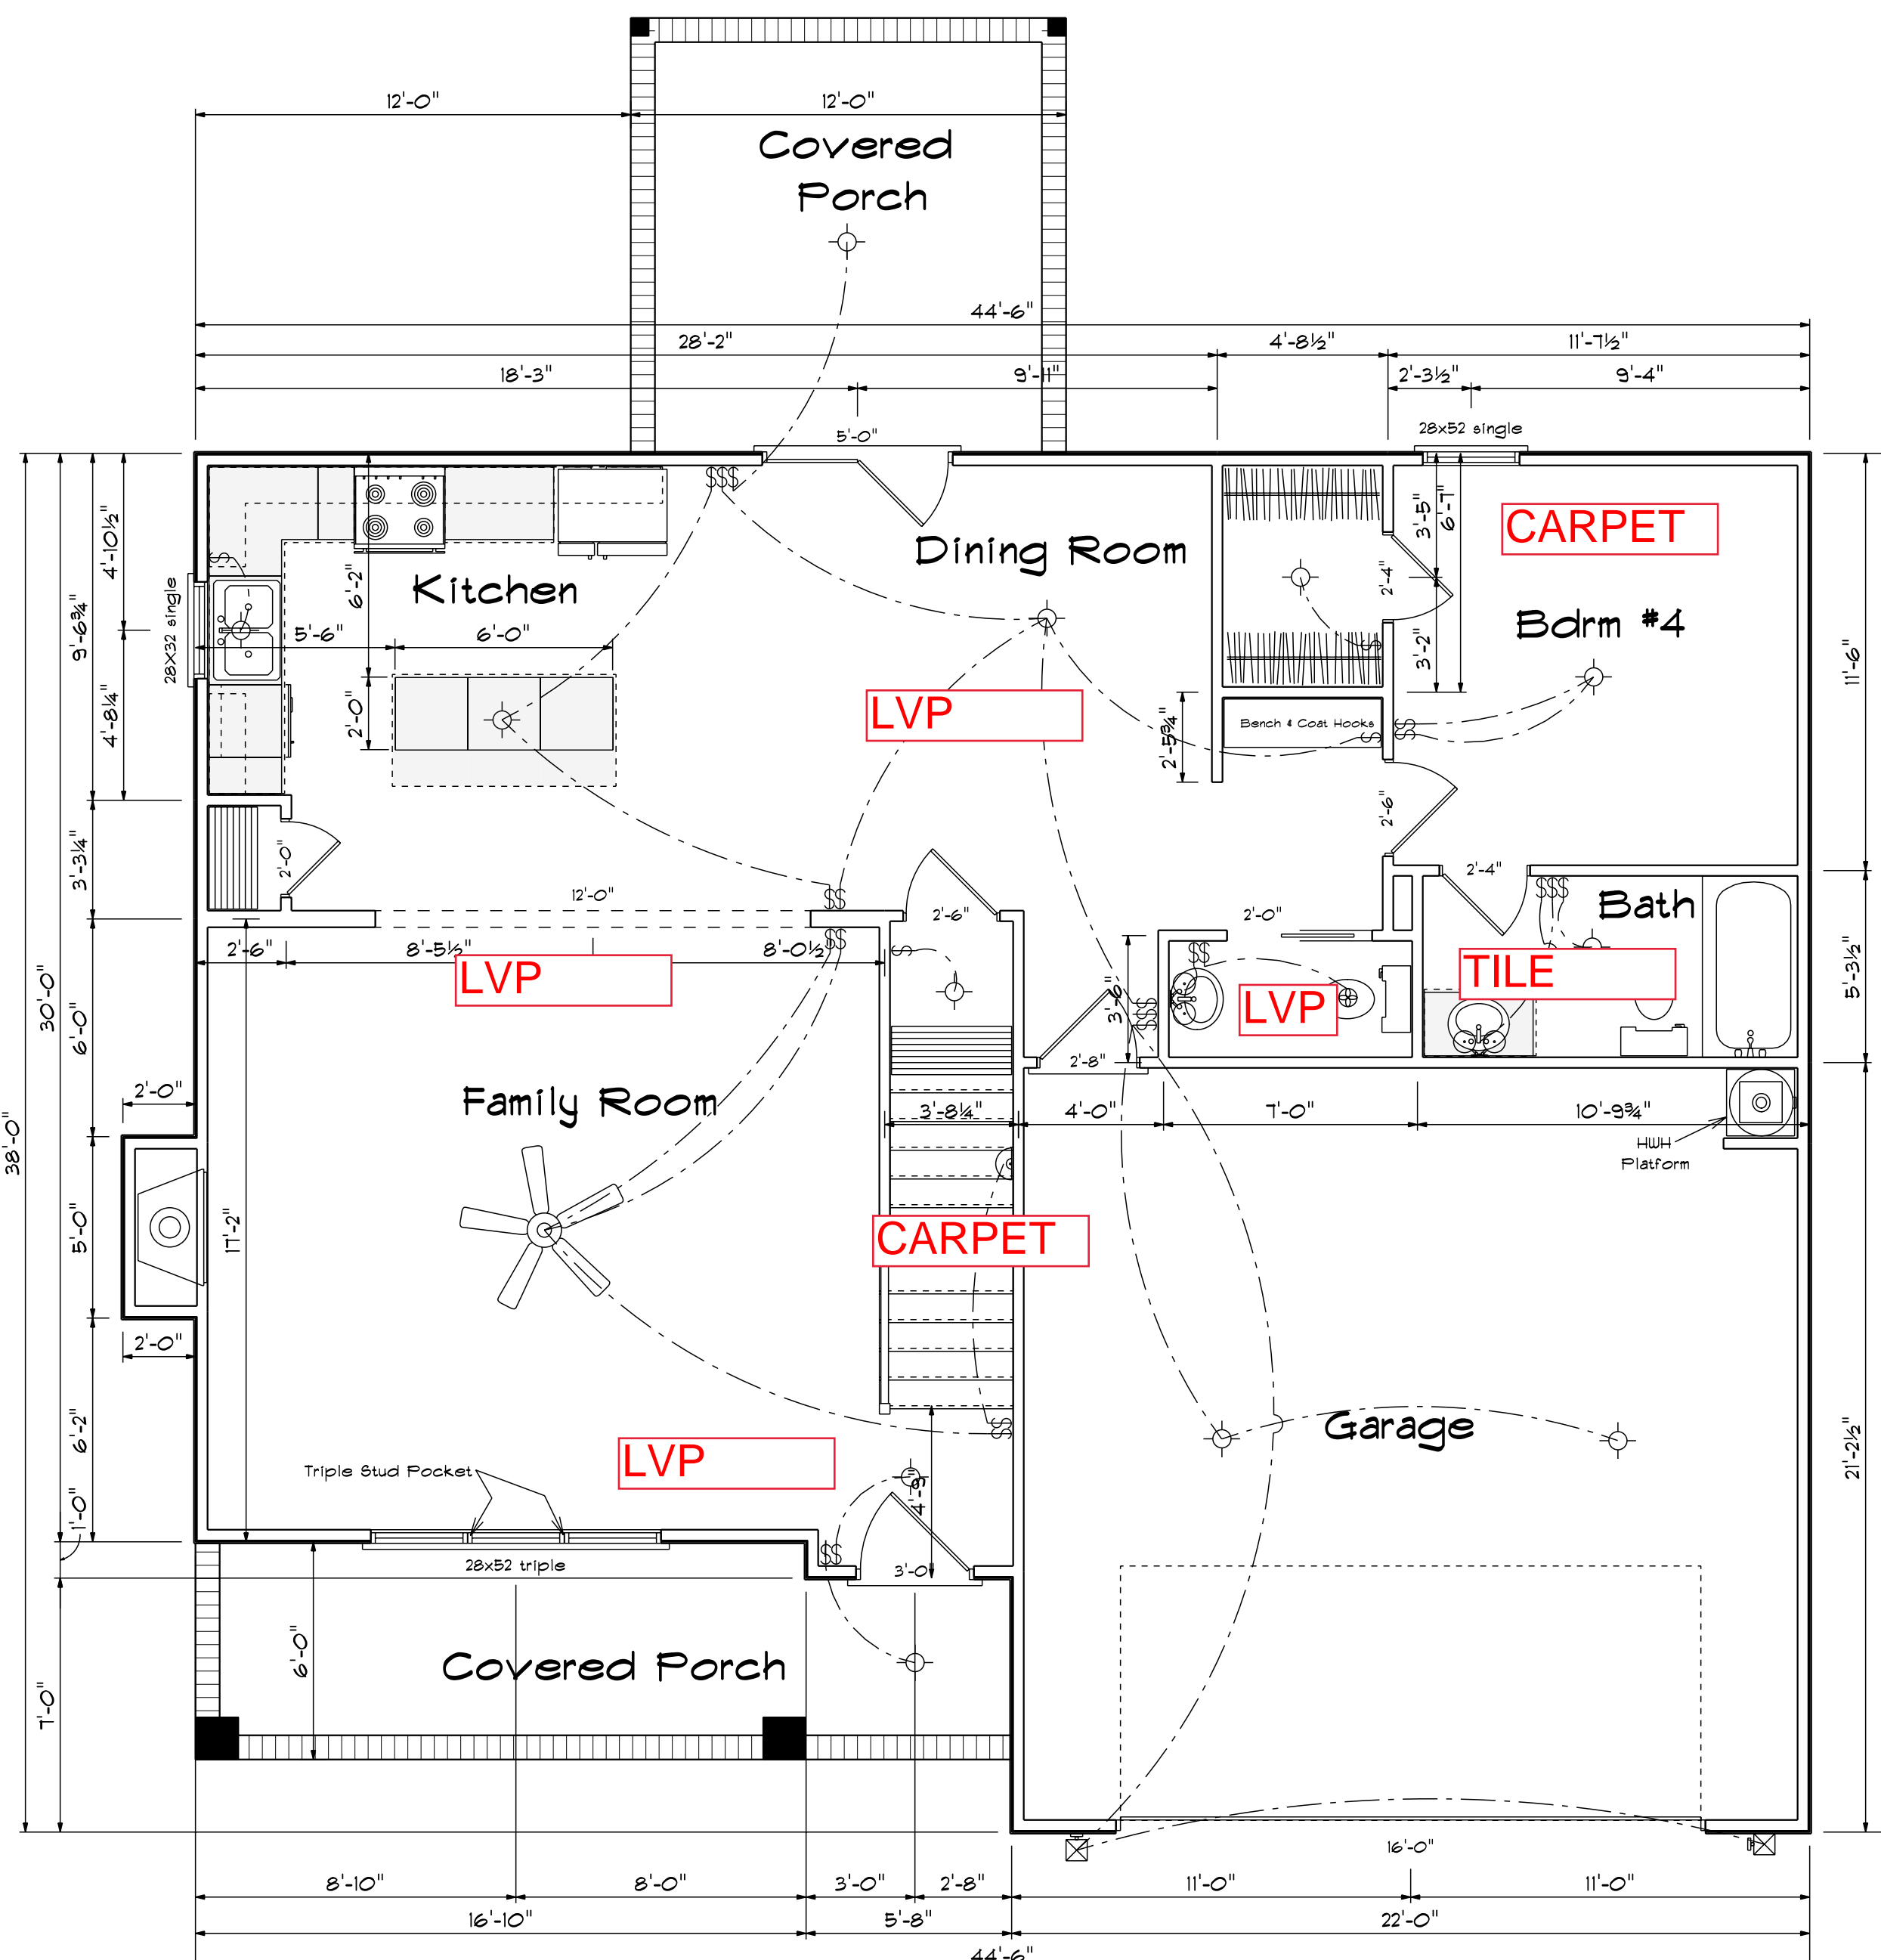 12'-0"
12'-0"
Covered
Porch
44'-6"
28'-2"
4'-8½"
11'-7½"
18'-3"
9'-11"
2'-3½"
9'-4"
28x52 single
5'-0"
CARPET
Dining Room
Kitchen
Bdrm #4
4'-10½"
9'-6¾"
28X32 single
4'-8¼"
6'-2"
5'-6"
6'-0"
2'-0"
3'-5"
6'-7"
2'-4"
3'-2"
11'-6"
LVP
Bench & Coat Hooks
2'-5¾"
2'-6"
3'-3¼"
2'-0"
12'-0"
2'-6"
2'-0"
2'-4"
Bath
2'-6"
8'-5½"
8'-0½"
LVP
TILE
LVP
3'-6"
5'-3½"
30'-0"
6'-0"
38'-0"
2'-0"
2'-8"
Family Room
3'-8¼"
4'-0"
7'-0"
10'-9¾"
HWH
Platform
5'-0"
17'-2"
CARPET
2'-0"
6'-2"
Garage
21'-2½"
LVP
Triple Stud Pocket
4'-9"
1'-0"
28x52 triple
3'-0"
6'-0"
Covered Porch
7'-0"
16'-0"
8'-10"
8'-0"
3'-0"
2'-8"
11'-0"
11'-0"
16'-10"
5'-8"
22'-0"
44'-6"